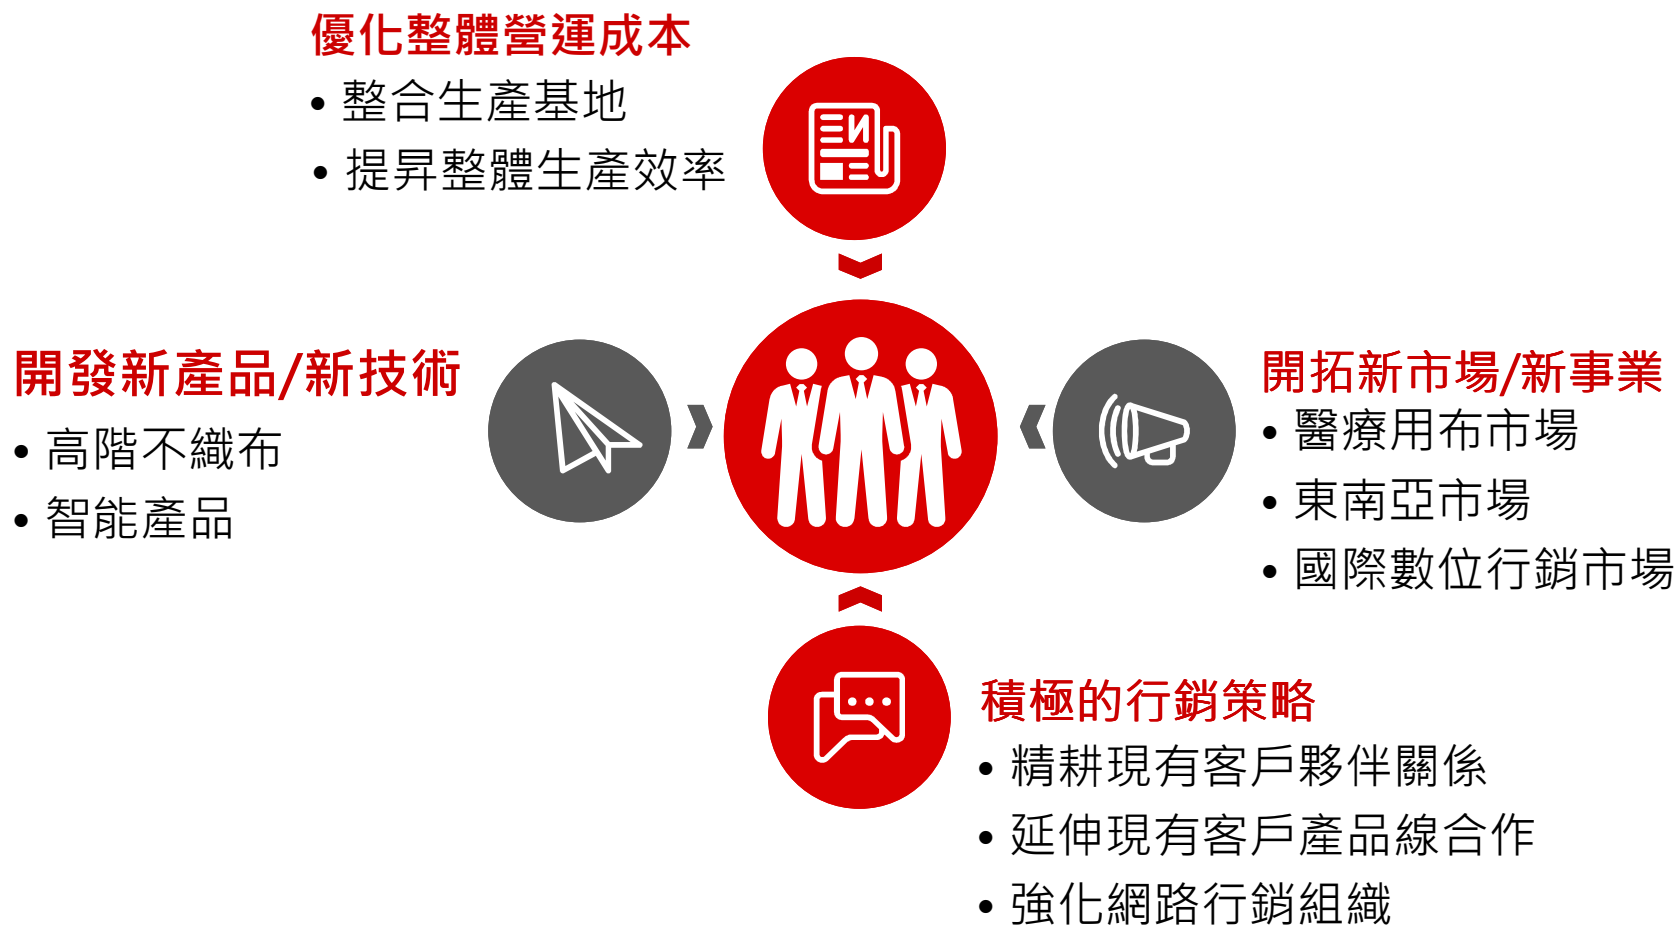 優化整體營運成本
• 整合生產基地
• 提昇整體生產效率
開發新產品/新技術
• 高階不織布
• 智能產品
開拓新市場/新事業
• 醫療用布市場
• 東南亞市場
• 國際數位行銷市場
積極的行銷策略
• 精耕現有客戶夥伴關係
• 延伸現有客戶產品線合作
• 強化網路行銷組織